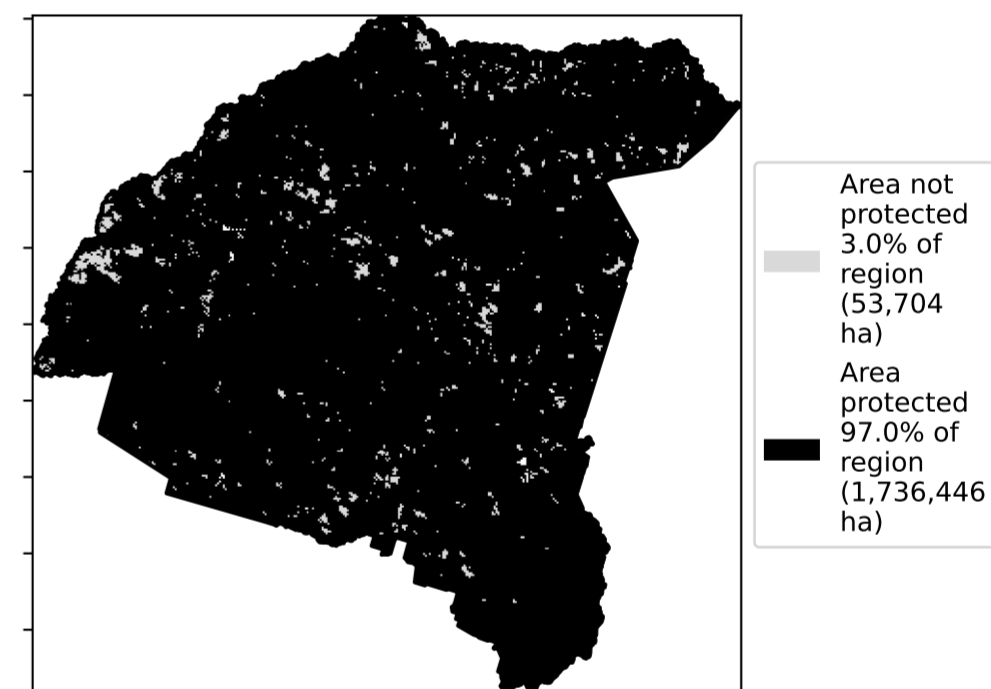 Area not
protected
3.0% of
region
(53,704
ha)
Area
protected
97.0% of
region
(1,736,446
ha)